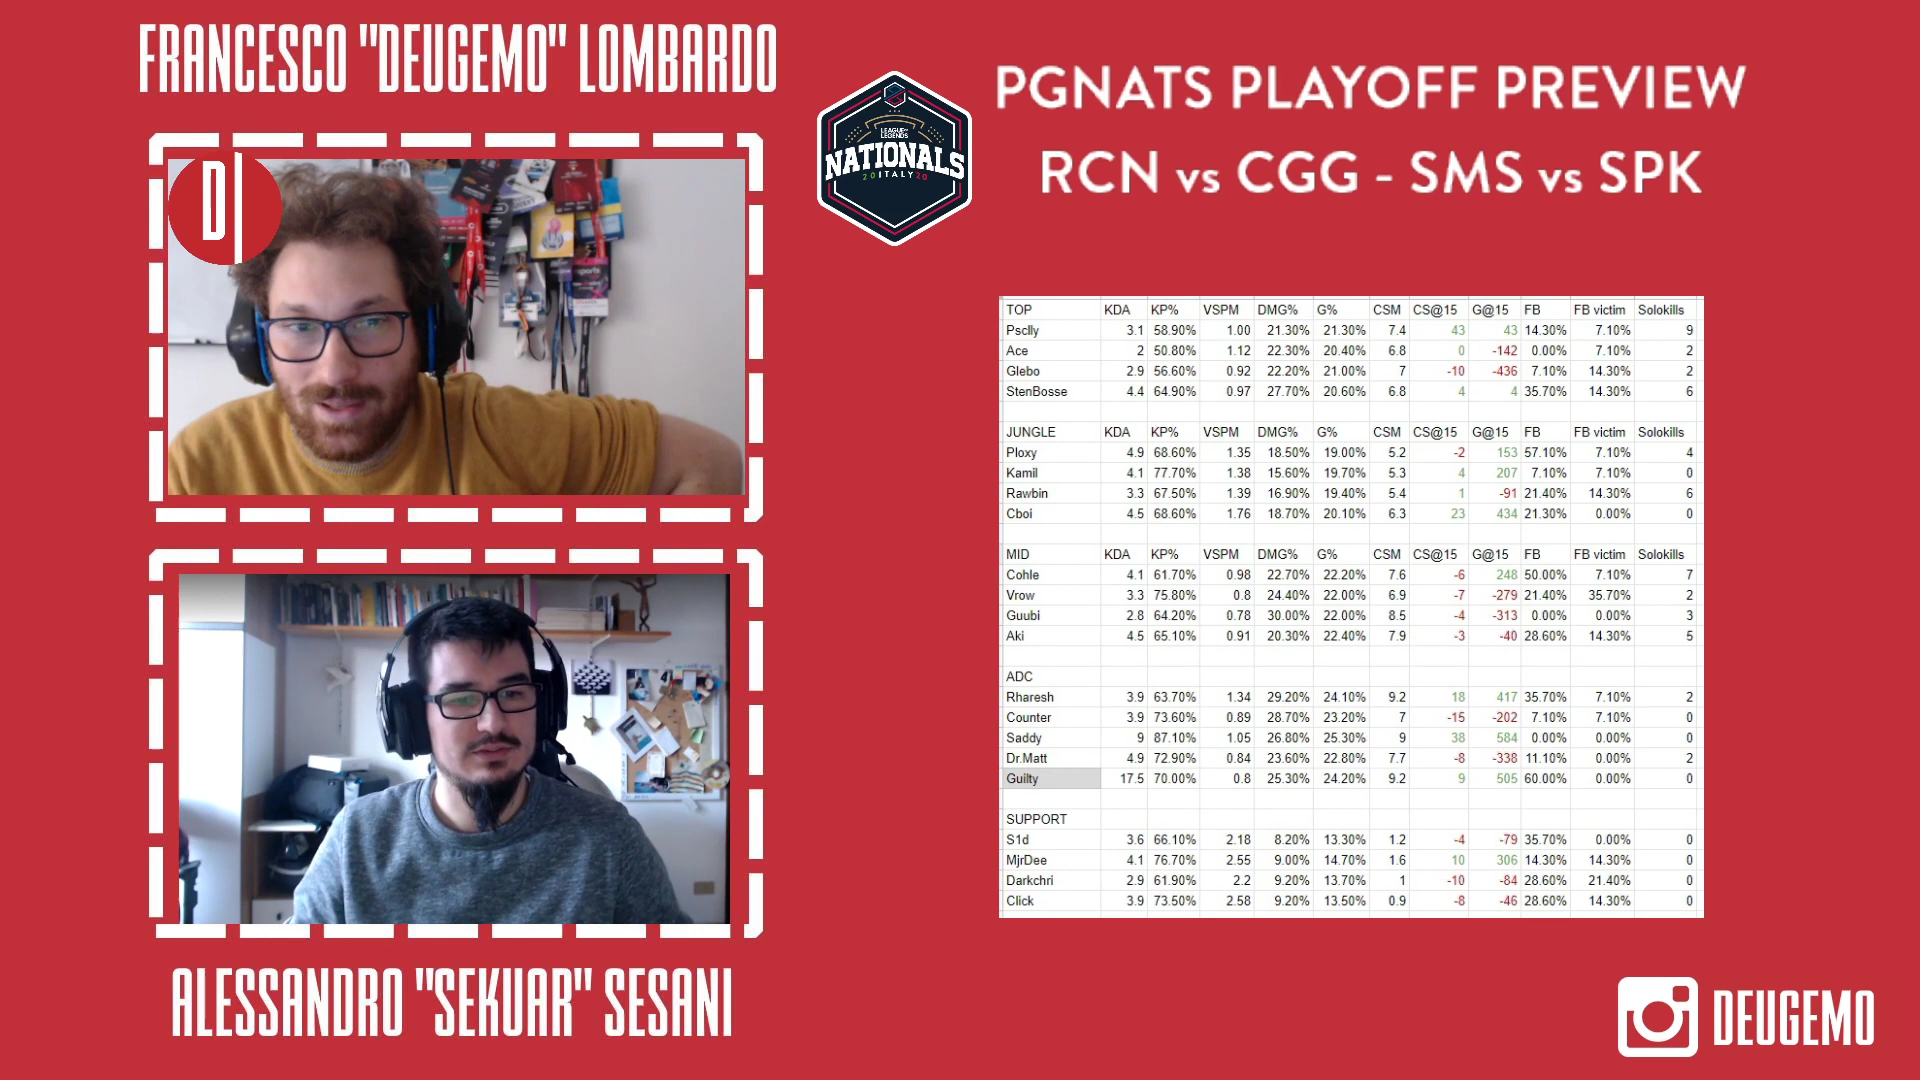 FRANCESCO "DEUGEMO" LOMBARDO
D
LEAGUE OF
LEGENDS
NATIONALS
20ITALY20
PGNATS PLAYOFF PREVIEW
RCN vs CGG - SMS vs SPK
TOP KDA KP% VSPM DMG% G% CSM CS@15 G@15 FB FB victim Solokills
Psclly 3.1 58.90% 1.00 21.30% 21.30% 7.4 43 43 14.30% 7.10% 9
Ace 2 50.80% 1.12 22.30% 20.40% 6.8 0 -142 0.00% 7.10% 2
Glebo 2.9 56.60% 0.92 22.20% 21.00% 7 -10 -436 7.10% 14.30% 2
StenBosse 4.4 64.90% 0.97 27.70% 20.60% 6.8 4 4 35.70% 14.30% 6
JUNGLE KDA KP% VSPM DMG% G% CSM CS@15 G@15 FB FB victim Solokills
Ploxy 4.9 68.60% 1.35 18.50% 19.00% 5.2 -2 153 57.10% 7.10% 4
Kamil 4.1 77.70% 1.38 15.60% 19.70% 5.3 4 207 7.10% 7.10% 0
Rawbin 3.3 67.50% 1.39 16.90% 19.40% 5.4 1 -91 21.40% 14.30% 6
Cboi 4.5 68.60% 1.76 18.70% 20.10% 6.3 23 434 21.30% 0.00% 0
MID KDA KP% VSPM DMG% G% CSM CS@15 G@15 FB FB victim Solokills
Cohle 4.1 61.70% 0.98 22.70% 22.20% 7.6 -6 248 50.00% 7.10% 7
Vrow 3.3 75.80% 0.8 24.40% 22.00% 6.9 -7 -279 21.40% 35.70% 2
Guubi 2.8 64.20% 0.78 30.00% 22.00% 8.5 -4 -313 0.00% 0.00% 3
Aki 4.5 65.10% 0.91 20.30% 22.40% 7.9 -3 -40 28.60% 14.30% 5
ADC
Rharesh 3.9 63.70% 1.34 29.20% 24.10% 9.2 18 417 35.70% 7.10% 2
Counter 3.9 73.60% 0.89 28.70% 23.20% 7 -15 -202 7.10% 7.10% 0
Saddy 9 87.10% 1.05 26.80% 25.30% 9 38 584 0.00% 0.00% 0
Dr.Matt 4.9 72.90% 0.84 23.60% 22.80% 7.7 -8 -338 11.10% 0.00% 2
Guilty 17.5 70.00% 0.8 25.30% 24.20% 9.2 9 505 60.00% 0.00% 0
SUPPORT
S1d 3.6 66.10% 2.18 8.20% 13.30% 1.2 -4 -79 35.70% 0.00% 0
MjrDee 4.1 76.70% 2.55 9.00% 14.70% 1.6 10 306 14.30% 14.30% 0
Darkchri 2.9 61.90% 2.2 9.20% 13.70% 1 -10 -84 28.60% 21.40% 0
Click 3.9 73.50% 2.58 9.20% 13.50% 0.9 -8 -46 28.60% 14.30% 0
ALESSANDRO "SEKUAR" SESANI
DEUGEMO